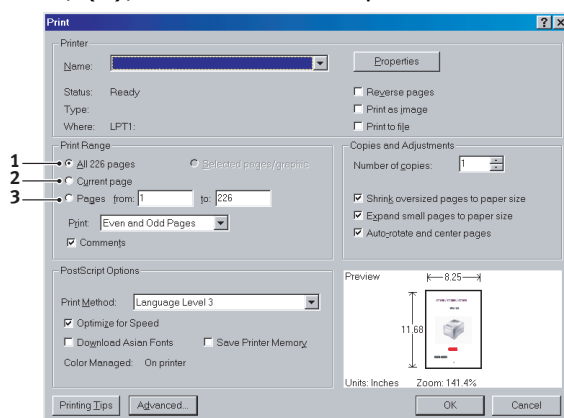 Print
Printer
Name:
Properties
Status: Ready
Reverse pages
Type:
Print as image
Where: LPT1:
Print to file
Print Range
Copies and Adjustments
1
All 226 pages
Selected pages/graphic
Number of copies: 1
2
Current page
3
Pages from: 1 to: 226
Shrink oversized pages to paper size
Print: Even and Odd Pages
Expand small pages to paper size
Comments
Auto-rotate and center pages
PostScript Options
Preview
8.25
Print Method: Language Level 3
Optimize for Speed
11.68
Download Asian Fonts
Save Printer Memory
Color Managed: On printer
Units: Inches Zoom: 141.4%
Printing Tips
Advanced...
OK
Cancel